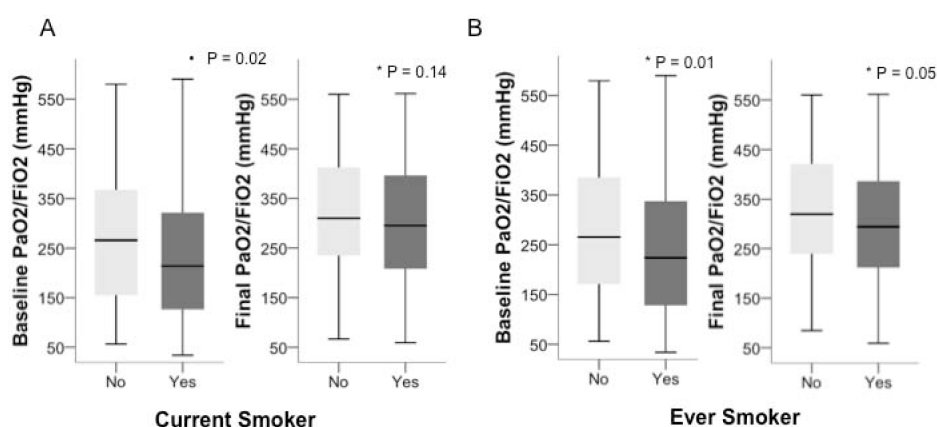 A
B
• P = 0.02
* P = 0.14
* P = 0.01
* P = 0.05
Baseline PaO2/FiO2 (mmHg)
550
450
350
250
150
50
No Yes
Final PaO2/FiO2 (mmHg)
550
450
350
250
150
50
No Yes
Current Smoker
Baseline PaO2/FiO2 (mmHg)
550
450
350
250
150
50
No Yes
Final PaO2/FiO2 (mmHg)
550
450
350
250
150
50
No Yes
Ever Smoker